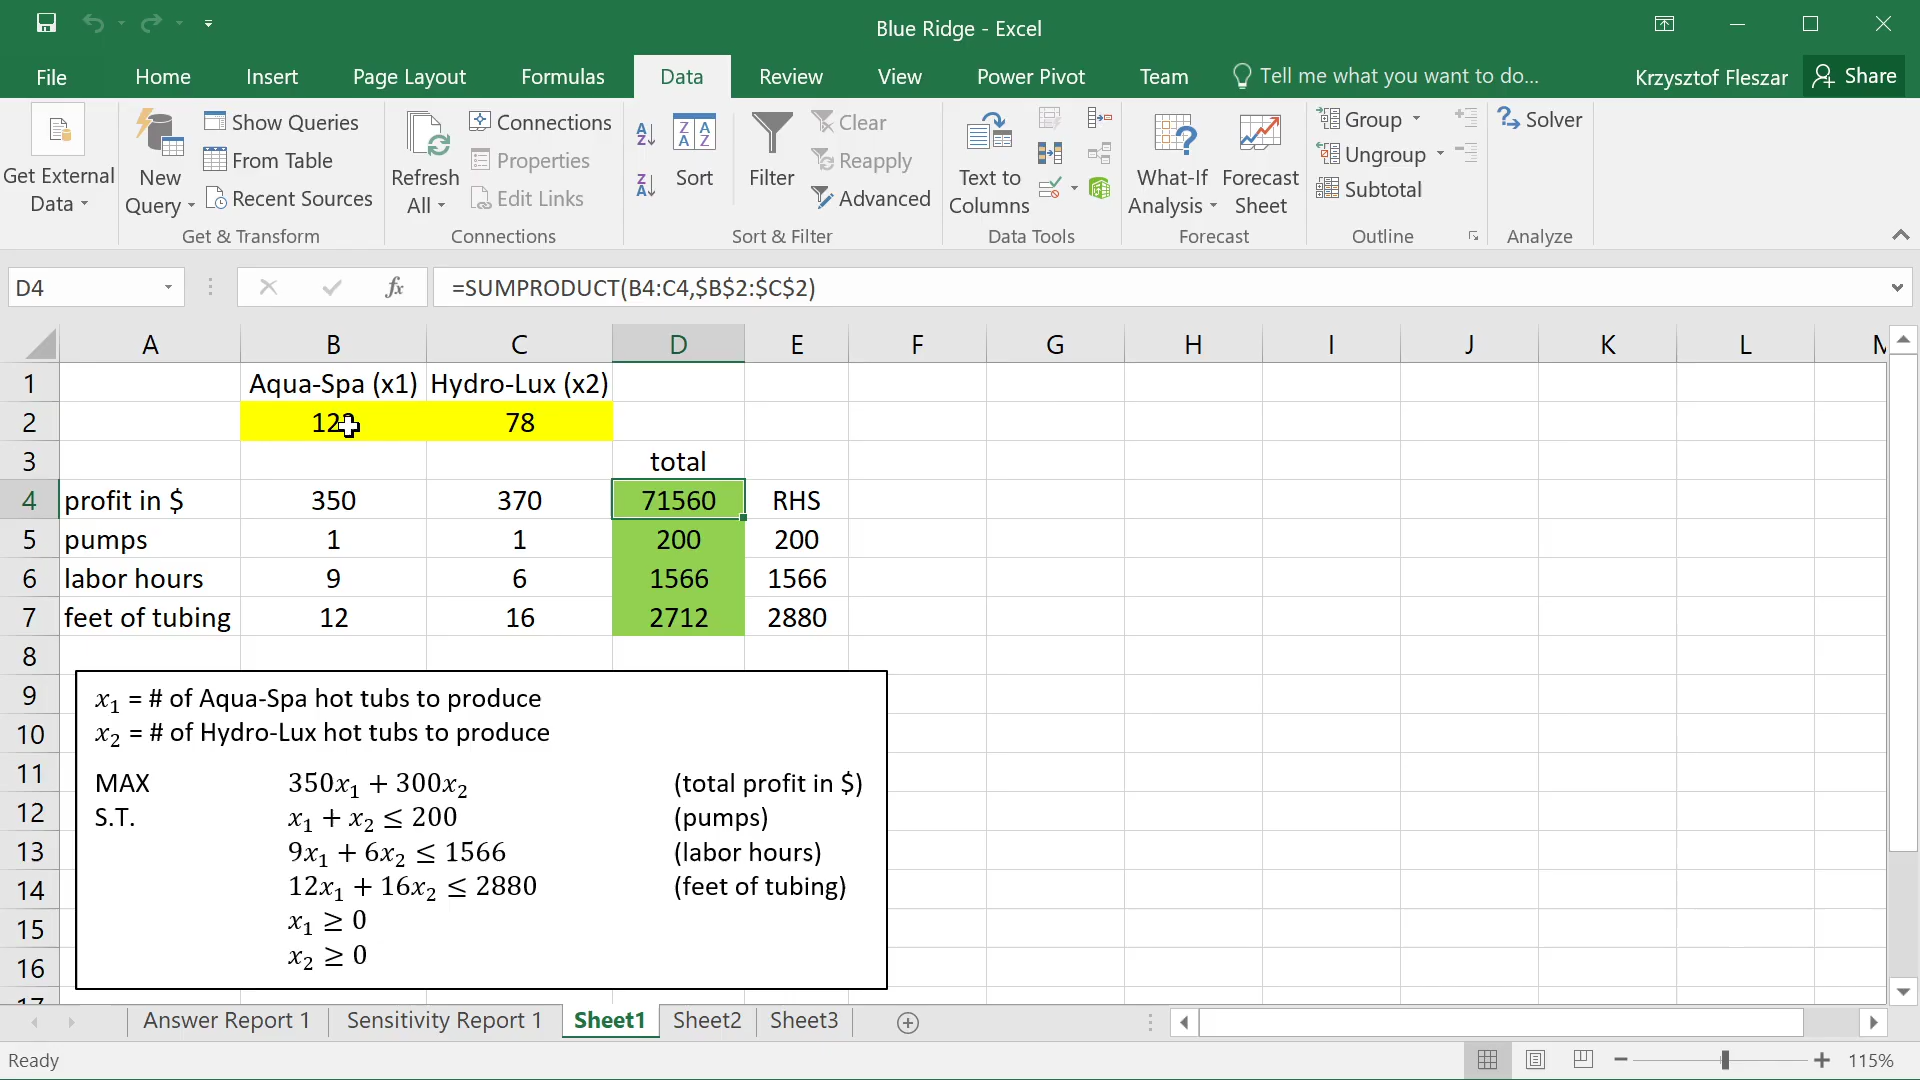 Blue Ridge - Excel
File Home Insert Page Layout Formulas Data Review View Power Pivot Team Tell me what you want to do... Krzysztof Fleszar Share
Get External Data
New Query
Show Queries
From Table
Recent Sources
Get & Transform
Refresh All
Connections
Properties
Edit Links
Connections
Sort
Filter
Clear
Reapply
Advanced
Sort & Filter
Text to Columns
Data Tools
What-If Analysis
Forecast Sheet
Forecast
Group
Ungroup
Subtotal
Outline
Solver
Analyze
D4 fx =SUMPRODUCT(B4:C4,$B$2:$C$2)
A B C D E F G H I J K L
1 Aqua-Spa (x1) Hydro-Lux (x2)
2 78
3 total
4 profit in $ 350 370 71560 RHS
5 pumps 1 1 200 200
6 labor hours 9 6 1566 1566
7 feet of tubing 12 16 2712 2880
8
9 x₁ = # of Aqua-Spa hot tubs to produce
10 x₂ = # of Hydro-Lux hot tubs to produce
11 MAX 350x₁ + 300x₂ (total profit in $)
12 S.T. x₁ + x₂ ≤ 200 (pumps)
13 9x₁ + 6x₂ ≤ 1566 (labor hours)
14 12x₁ + 16x₂ ≤ 2880 (feet of tubing)
15 x₁ ≥ 0
16 x₂ ≥ 0
17
Answer Report 1 Sensitivity Report 1 Sheet1 Sheet2 Sheet3
Ready 115%